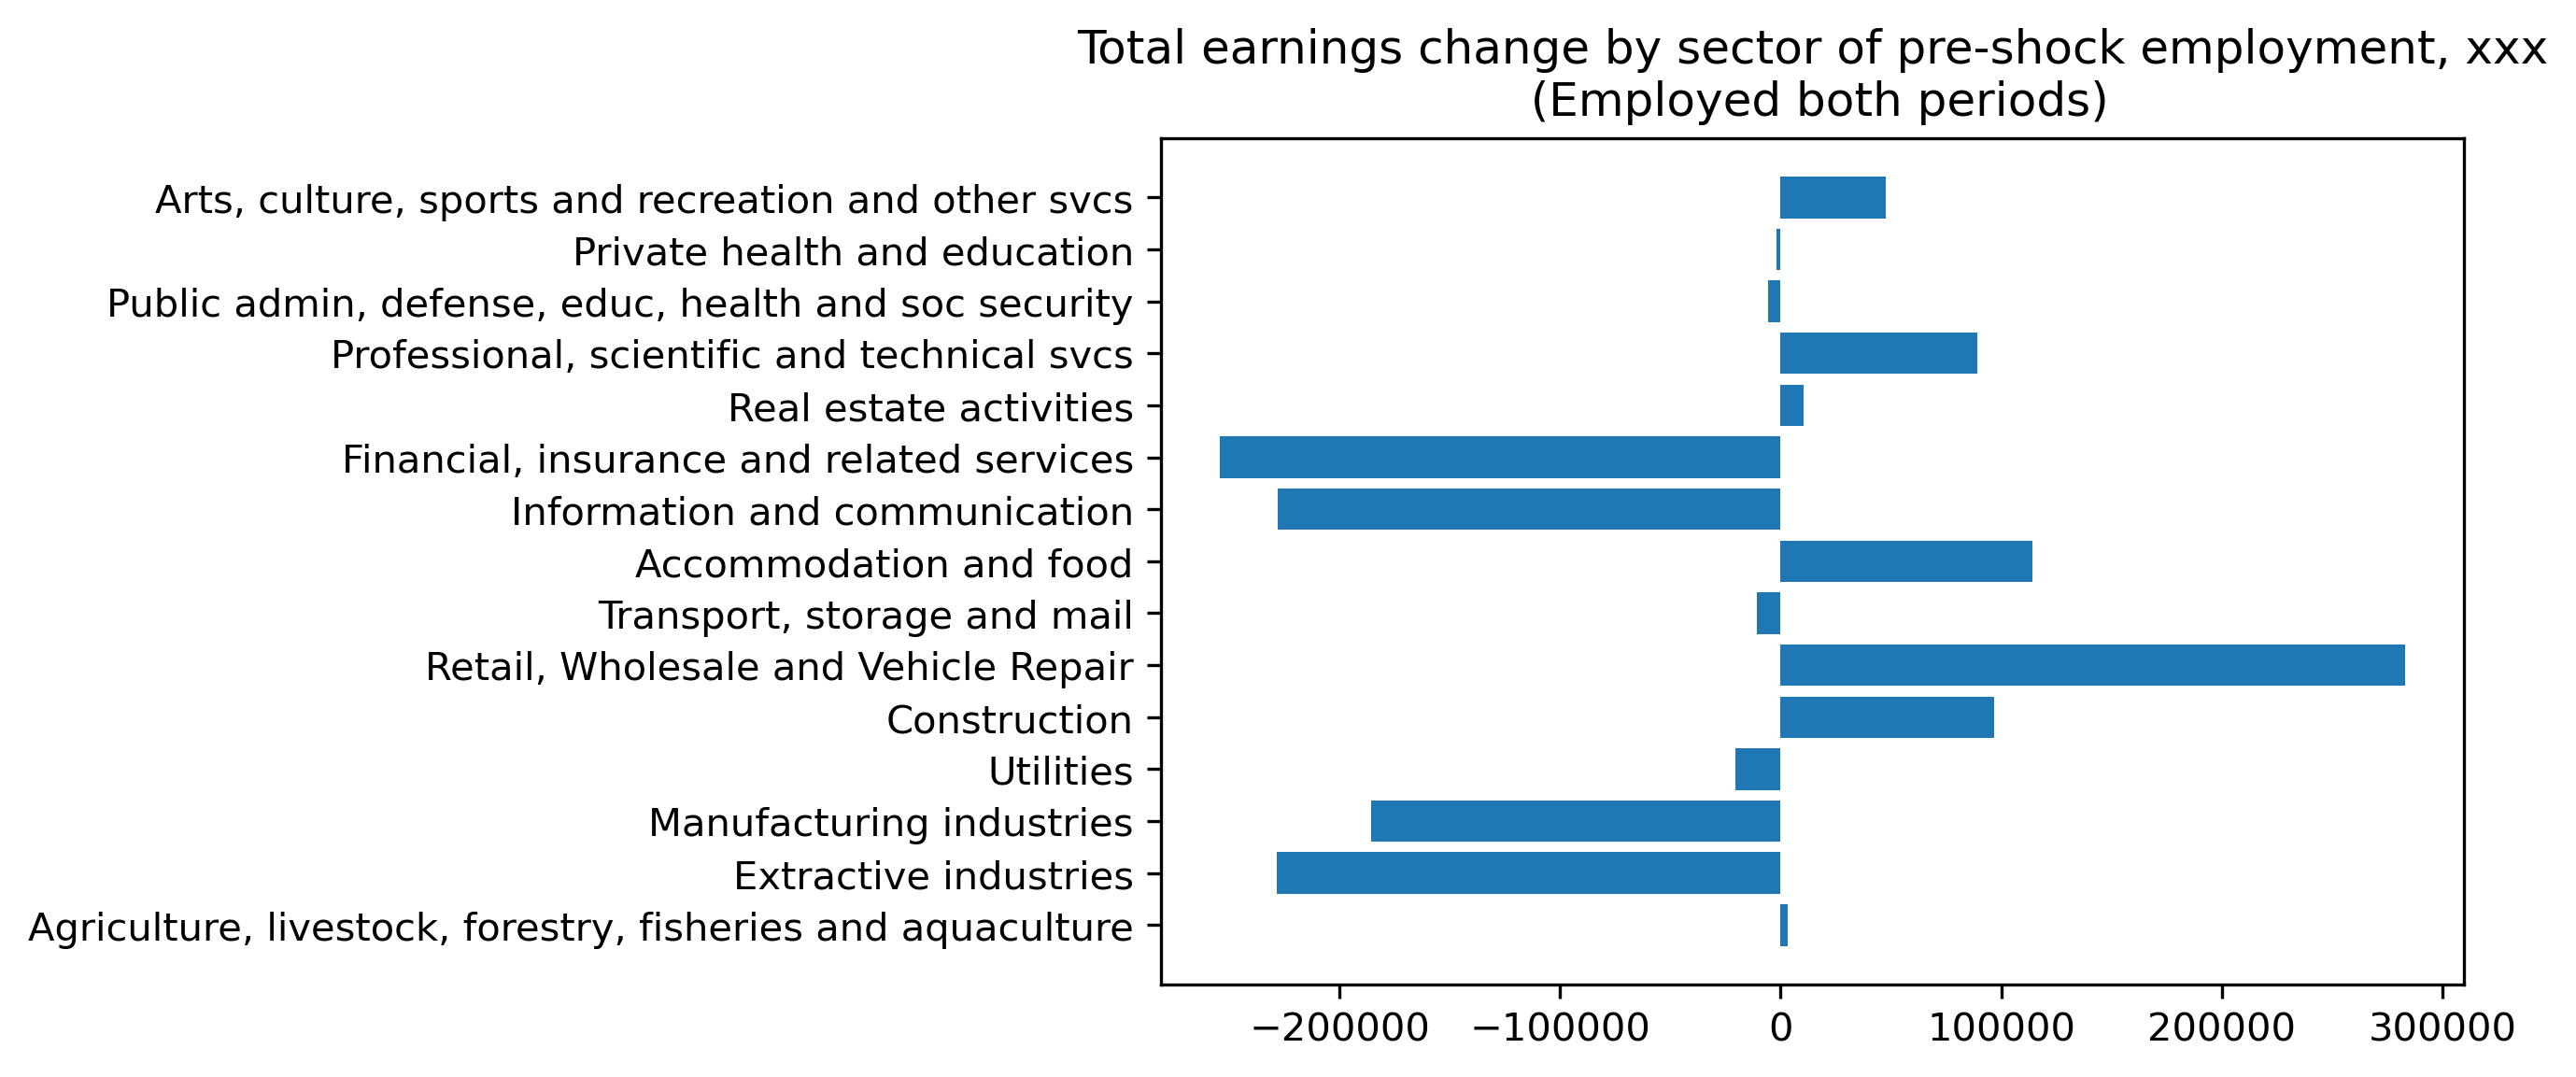 Total earnings change by sector of pre-shock employment, xxx
(Employed both periods)
Arts, culture, sports and recreation and other svcs
Private health and education
Public admin, defense, educ, health and soc security
Professional, scientific and technical svcs
Real estate activities
Financial, insurance and related services
Information and communication
Accommodation and food
Transport, storage and mail
Retail, Wholesale and Vehicle Repair
Construction
Utilities
Manufacturing industries
Extractive industries
Agriculture, livestock, forestry, fisheries and aquaculture
−200000 −100000 0 100000 200000 300000